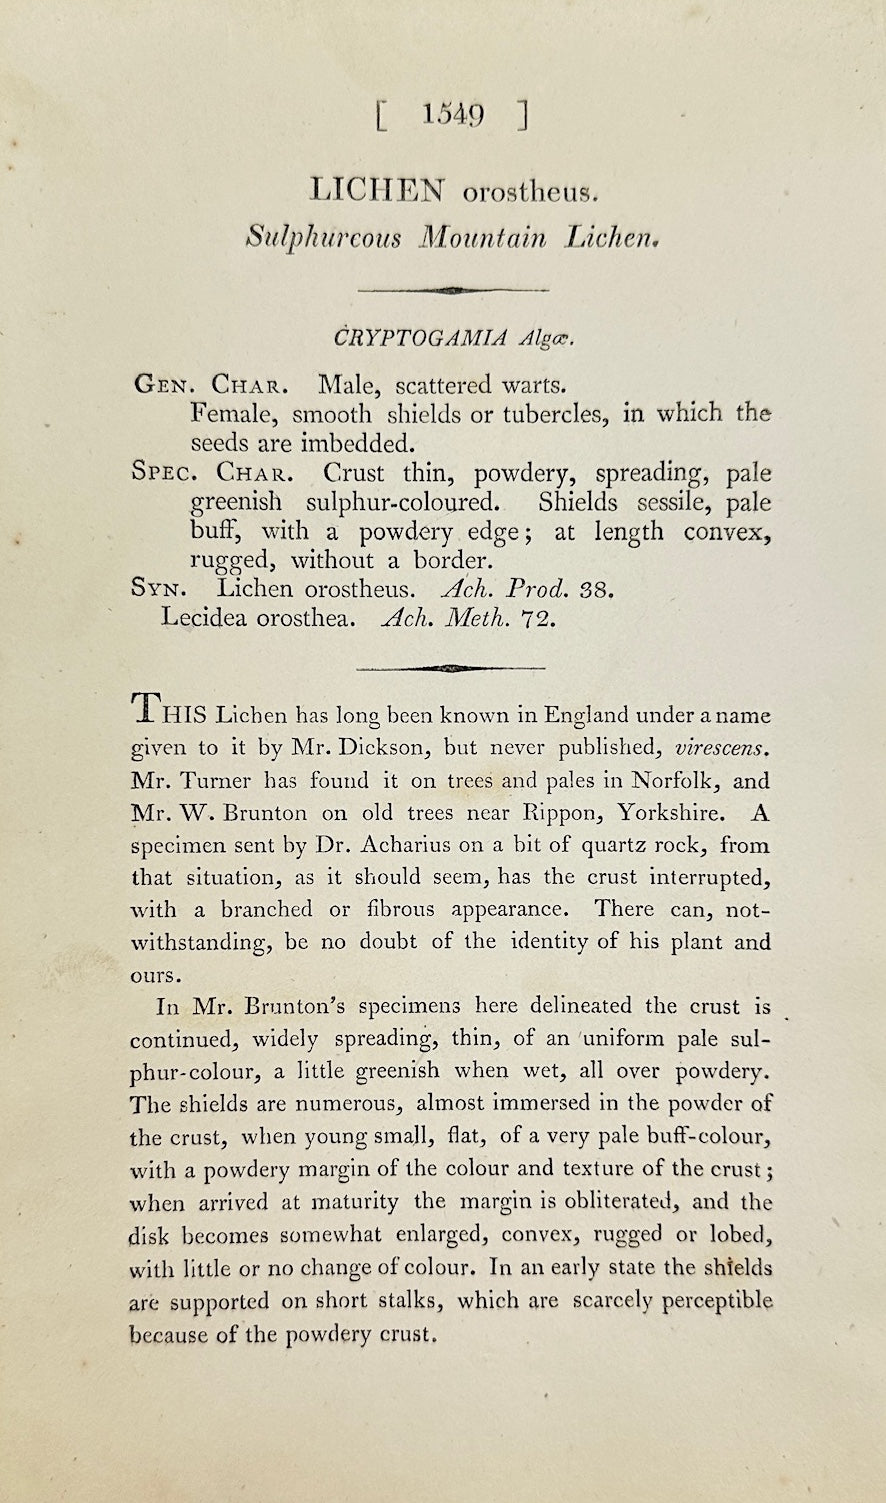 [ 1549 ]
LICHEN orostheus.
Sulphureous Mountain Lichen.
CRYPTOGAMIA Algæ.
GEN. CHAR. Male, scattered warts.
Female, smooth shields or tubercles, in which the
seeds are imbedded.
SPEC. CHAR. Crust thin, powdery, spreading, pale
greenish sulphur-coloured. Shields sessile, pale
buff, with a powdery edge; at length convex,
rugged, without a border.
SYN. Lichen orostheus. Ach. Prod. 38.
Lecidea orosthea. Ach. Meth. 72.
THIS Lichen has long been known in England under a name
given to it by Mr. Dickson, but never published, virescens.
Mr. Turner has found it on trees and pales in Norfolk, and
Mr. W. Brunton on old trees near Rippon, Yorkshire. A
specimen sent by Dr. Acharius on a bit of quartz rock, from
that situation, as it should seem, has the crust interrupted,
with a branched or fibrous appearance. There can, not-
withstanding, be no doubt of the identity of his plant and
ours.
In Mr. Brunton's specimens here delineated the crust is
continued, widely spreading, thin, of an uniform pale sul-
phur-colour, a little greenish when wet, all over powdery.
The shields are numerous, almost immersed in the powder of
the crust, when young small, flat, of a very pale buff-colour,
with a powdery margin of the colour and texture of the crust;
when arrived at maturity the margin is obliterated, and the
disk becomes somewhat enlarged, convex, rugged or lobed,
with little or no change of colour. In an early state the shields
are supported on short stalks, which are scarcely perceptible
because of the powdery crust.